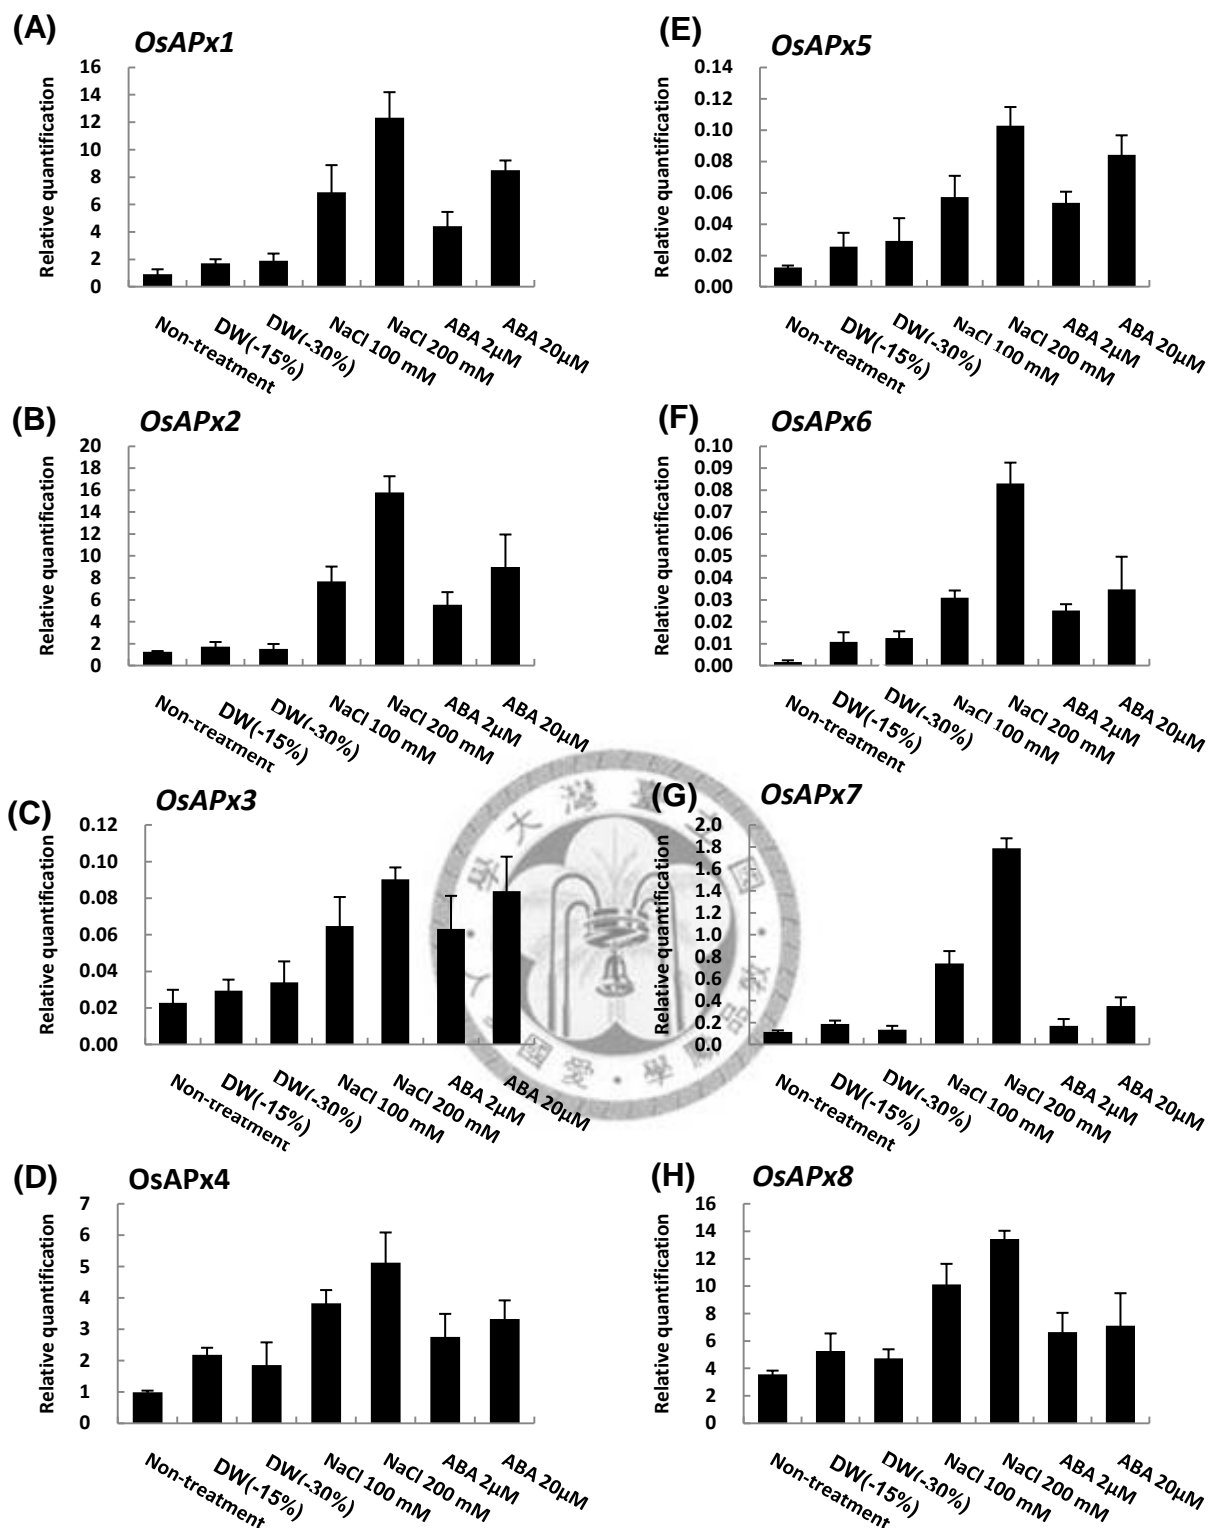 (A)
OsAPx1
Relative quantification
16
14
12
10
8
6
4
2
0
Non-treatment
DW(-15%)
DW(-30%)
NaCl 100 mM
NaCl 200 mM
ABA 2μM
ABA 20μM
(B)
OsAPx2
Relative quantification
20
18
16
14
12
10
8
6
4
2
0
Non-treatment
DW(-15%)
DW(-30%)
NaCl 100 mM
NaCl 200 mM
ABA 2μM
ABA 20μM
(C)
OsAPx3
Relative quantification
0.12
0.10
0.08
0.06
0.04
0.02
0.00
Non-treatment
DW(-15%)
DW(-30%)
NaCl 100 mM
NaCl 200 mM
ABA 2μM
ABA 20μM
(D)
OsAPx4
Relative quantification
7
6
5
4
3
2
1
0
Non-treatment
DW(-15%)
DW(-30%)
NaCl 100 mM
NaCl 200 mM
ABA 2μM
ABA 20μM
(E)
OsAPx5
Relative quantification
0.14
0.12
0.10
0.08
0.06
0.04
0.02
0.00
Non-treatment
DW(-15%)
DW(-30%)
NaCl 100 mM
NaCl 200 mM
ABA 2μM
ABA 20μM
(F)
OsAPx6
Relative quantification
0.10
0.09
0.08
0.07
0.06
0.05
0.04
0.03
0.02
0.01
0.00
Non-treatment
DW(-15%)
DW(-30%)
NaCl 100 mM
NaCl 200 mM
ABA 2μM
ABA 20μM
(G)
OsAPx7
Relative quantification
2.0
1.8
1.6
1.4
1.2
1.0
0.8
0.6
0.4
0.2
0.0
Non-treatment
DW(-15%)
DW(-30%)
NaCl 100 mM
NaCl 200 mM
ABA 2μM
ABA 20μM
(H)
OsAPx8
Relative quantification
16
14
12
10
8
6
4
2
0
Non-treatment
DW(-15%)
DW(-30%)
NaCl 100 mM
NaCl 200 mM
ABA 2μM
ABA 20μM
學大灣臺
國
國愛・學